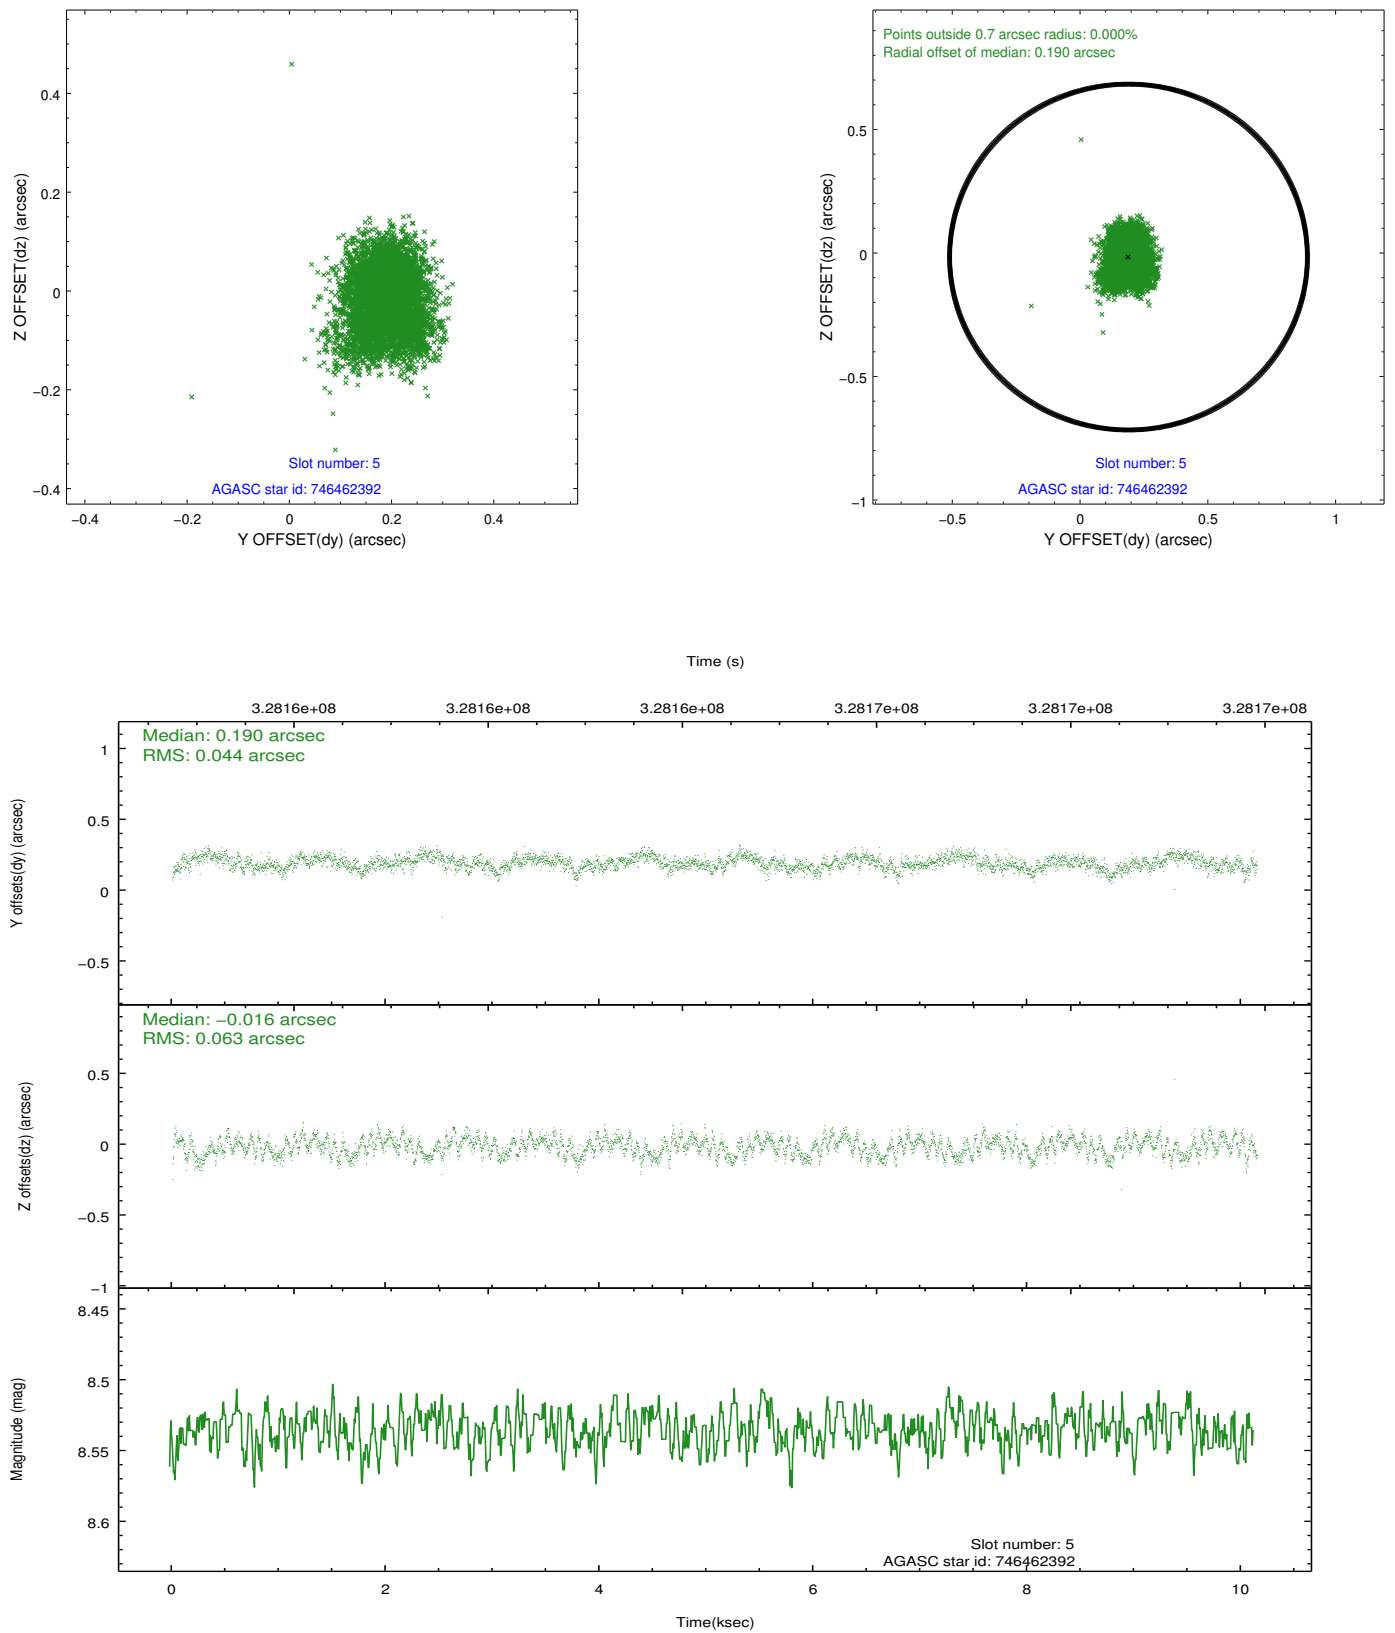 0.4
0.2
0
−0.2
−0.4
Z OFFSET(dz) (arcsec)
Slot number: 5
AGASC star id: 746462392
−0.4 −0.2 0 0.2 0.4
Y OFFSET(dy) (arcsec)
Points outside 0.7 arcsec radius: 0.000%
Radial offset of median: 0.190 arcsec
0.5
0
−0.5
−1
Z OFFSET(dz) (arcsec)
Slot number: 5
AGASC star id: 746462392
−0.5 0 0.5 1
Y OFFSET(dy) (arcsec)
Time (s)
3.2816e+08 3.2816e+08 3.2816e+08 3.2817e+08 3.2817e+08 3.2817e+08
Median: 0.190 arcsec
RMS: 0.044 arcsec
1
0.5
0
−0.5
Y offsets(dy) (arcsec)
Median: −0.016 arcsec
RMS: 0.063 arcsec
0.5
0
−0.5
−1
Z offsets(dz) (arcsec)
8.45
8.5
8.55
8.6
Magnitude (mag)
Slot number: 5
AGASC star id: 746462392
0 2 4 6 8 10
Time(ksec)